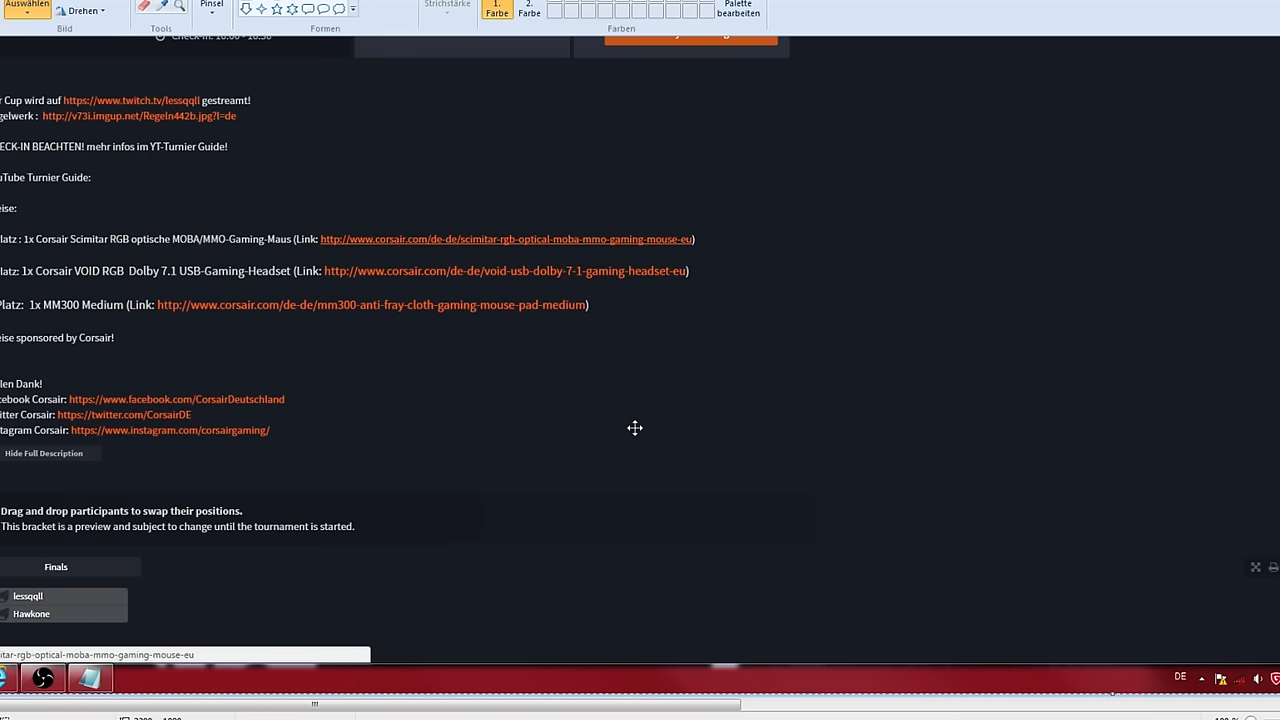 Auswählen
Drehen
Pinsel
Strichstärke
1. Farbe
2. Farbe
Palette bearbeiten
Bild
Tools
Formen
Farben
Check-in: 16:00 - 16:30
r Cup wird auf https://www.twitch.tv/lessqqll gestreamt!
gelwerk : http://v73i.imgup.net/Regeln442b.jpg?l=de
ECK-IN BEACHTEN! mehr infos im YT-Turnier Guide!
uTube Turnier Guide:
eise:
latz : 1x Corsair Scimitar RGB optische MOBA/MMO-Gaming-Maus (Link: http://www.corsair.com/de-de/scimitar-rgb-optical-moba-mmo-gaming-mouse-eu)
latz: 1x Corsair VOID RGB Dolby 7.1 USB-Gaming-Headset (Link: http://www.corsair.com/de-de/void-usb-dolby-7-1-gaming-headset-eu)
Platz: 1x MM300 Medium (Link: http://www.corsair.com/de-de/mm300-anti-fray-cloth-gaming-mouse-pad-medium)
eise sponsored by Corsair!
len Dank!
cebook Corsair: https://www.facebook.com/CorsairDeutschland
itter Corsair: https://twitter.com/CorsairDE
tagram Corsair: https://www.instagram.com/corsairgaming/
Hide Full Description
Drag and drop participants to swap their positions.
This bracket is a preview and subject to change until the tournament is started.
Finals
lessqqll
Hawkone
itar-rgb-optical-moba-mmo-gaming-mouse-eu
DE